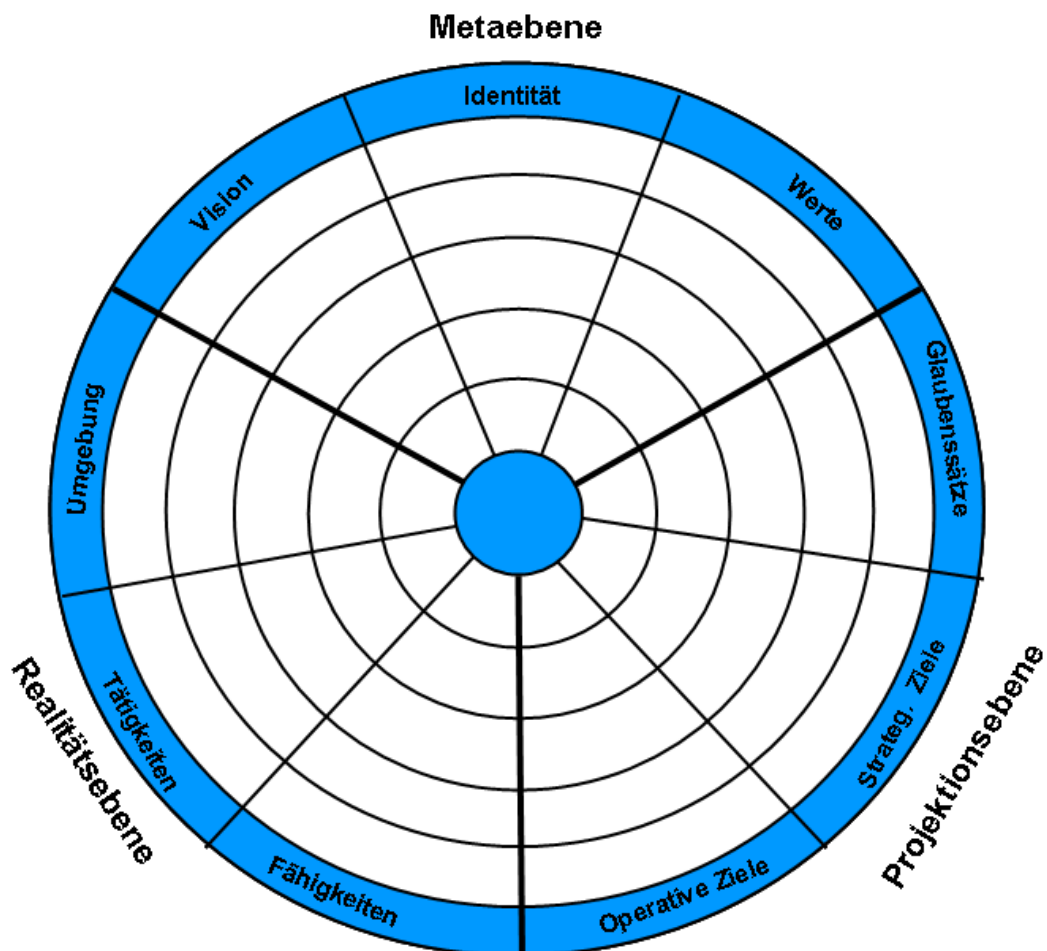 Metaebene
Identität
Vision
Werte
Umgebung
Glaubenssätze
Realitätsebene
Tätigkeiten
Strateg. Ziele
Projektionsebene
Fähigkeiten
Operative Ziele